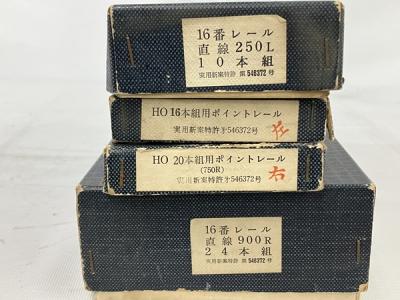 16番レール
直線250L
10本組
実用新案特許 第546372号
HO 16本組用ポイントレール
実用新案特許オ546372号
左
HO 20本組用ポイントレール
(750R)
実用新案特許オ546372号
右
16番レール
直線900R
24本組
実用新案特許 第546372号